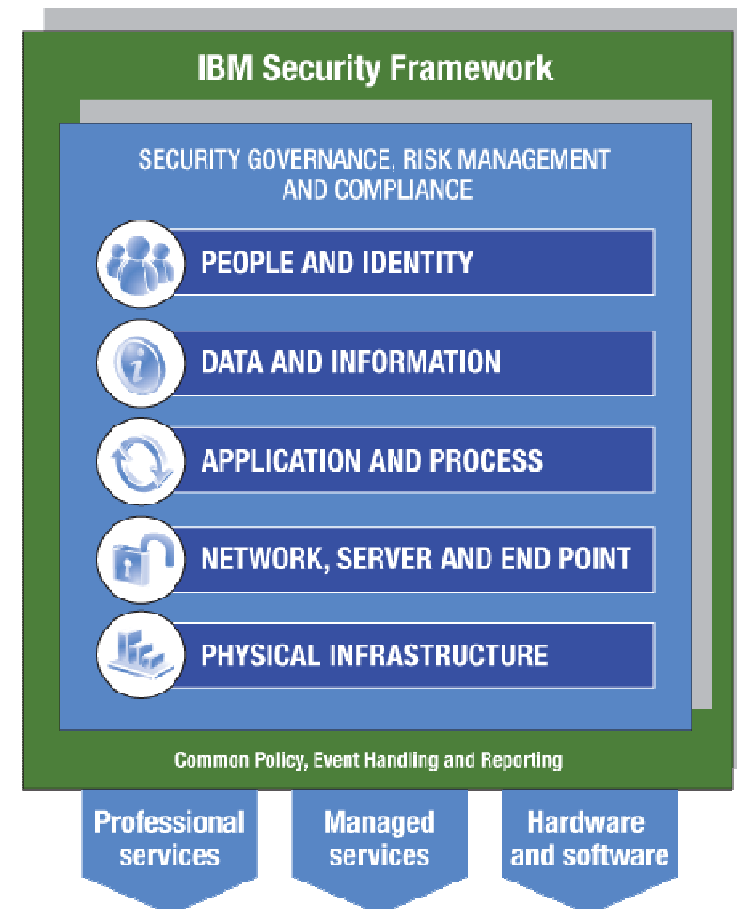 IBM Security Framework
SECURITY GOVERNANCE, RISK MANAGEMENT
AND COMPLIANCE
PEOPLE AND IDENTITY
DATA AND INFORMATION
APPLICATION AND PROCESS
NETWORK, SERVER AND END POINT
PHYSICAL INFRASTRUCTURE
Common Policy, Event Handling and Reporting
Professional
services
Managed
services
Hardware
and software